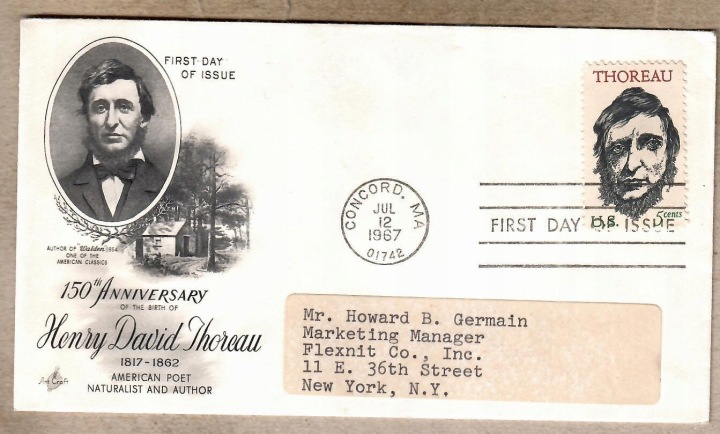 FIRST DAY
OF ISSUE
AUTHOR OF Walden 1854
ONE OF THE
AMERICAN CLASSICS
150th ANNIVERSARY
OF THE BIRTH OF
Henry David Thoreau
1817-1862
AMERICAN POET
NATURALIST AND AUTHOR
Art Craft
CONCORD, MA
JUL
12
1967
01742
THOREAU
U.S. 5 cents
FIRST DAY OF ISSUE
Mr. Howard B. Germain
Marketing Manager
Flexnit Co., Inc.
11 E. 36th Street
New York, N.Y.